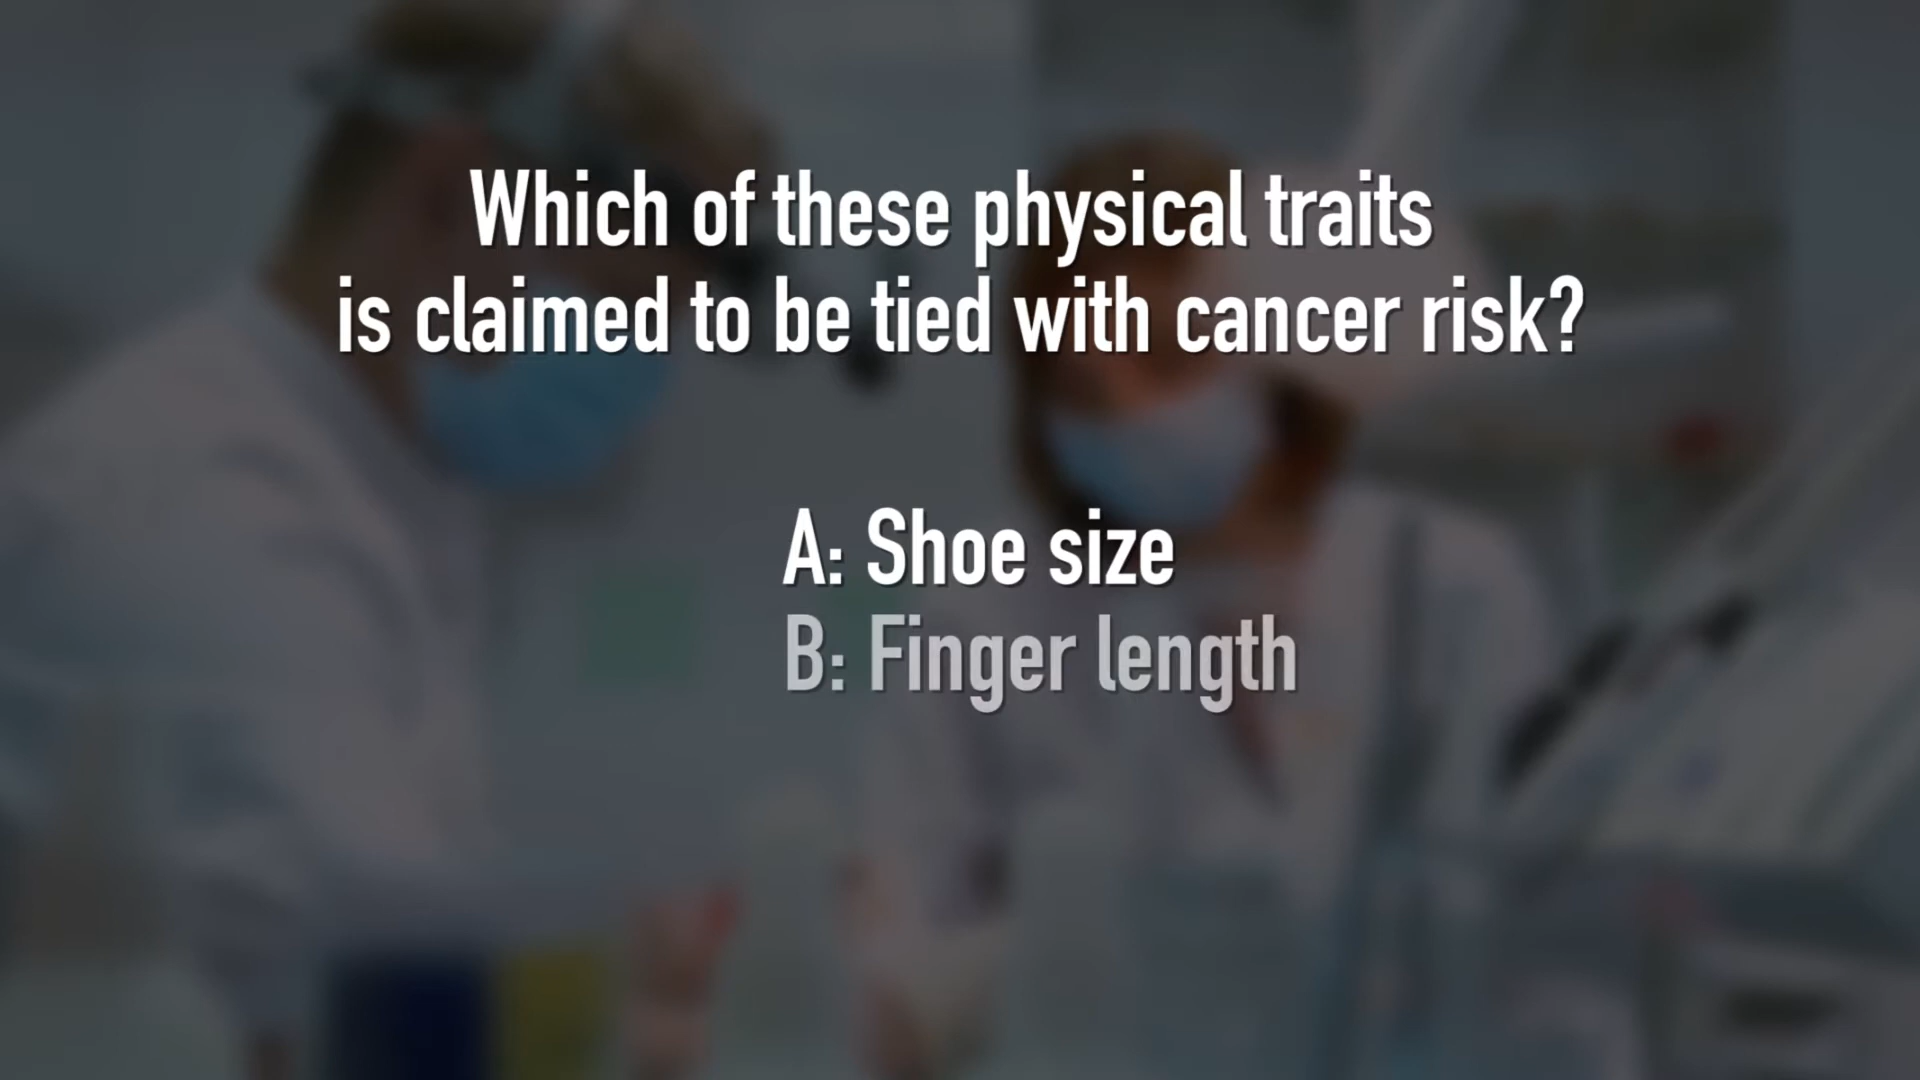 Which of these physical traits
is claimed to be tied with cancer risk?
A: Shoe size
B: Finger length